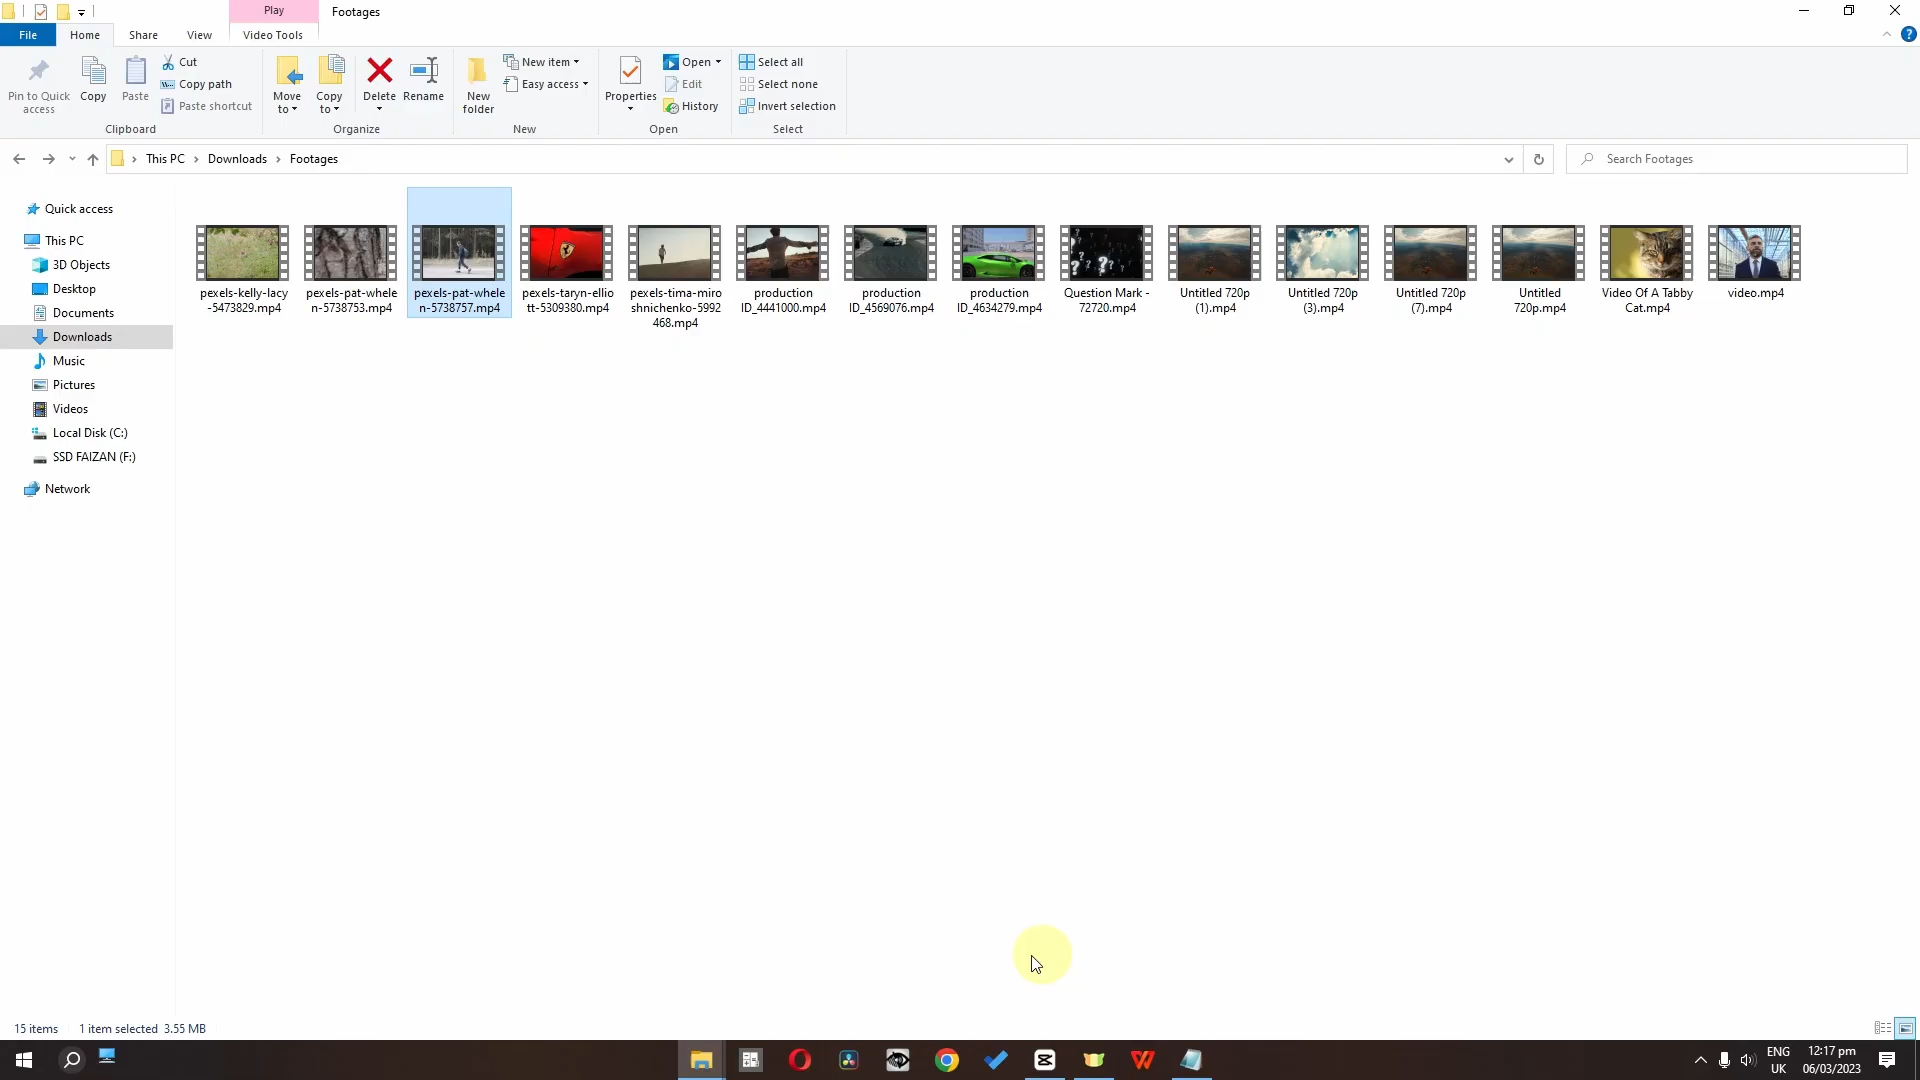 Play
Footages
File
Home
Share
View
Video Tools
Pin to Quick
access
Copy
Paste
Cut
Copy path
Paste shortcut
Clipboard
Move
to
Copy
to
Delete
Rename
Organize
New
folder
New item
Easy access
New
Properties
Open
Edit
History
Open
Select all
Select none
Invert selection
Select
This PC
Downloads
Footages
Search Footages
Quick access
This PC
3D Objects
Desktop
Documents
Downloads
Music
Pictures
Videos
Local Disk (C:)
SSD FAIZAN (F:)
Network
pexels-kelly-lacy
-5473829.mp4
pexels-pat-whele
n-5738753.mp4
pexels-pat-whele
n-5738757.mp4
pexels-taryn-ellio
tt-5309380.mp4
pexels-tima-miro
shnichenko-5992
468.mp4
production
ID_4441000.mp4
production
ID_4569076.mp4
production
ID_4634279.mp4
Question Mark -
72720.mp4
Untitled 720p
(1).mp4
Untitled 720p
(3).mp4
Untitled 720p
(7).mp4
Untitled
720p.mp4
Video Of A Tabby
Cat.mp4
video.mp4
15 items
1 item selected 3.55 MB
ENG
UK
12:17 pm
06/03/2023